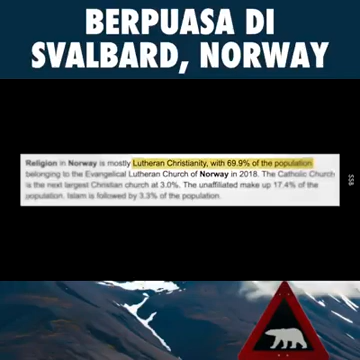 BERPUASA DI
SVALBARD, NORWAY
Religion in Norway is mostly Lutheran Christianity, with 69.9% of the population
belonging to the Evangelical Lutheran Church of Norway in 2018. The Catholic Church
is the next largest Christian church at 3.0%. The unaffiliated make up 17.4% of the
population. Islam is followed by 3.3% of the population.